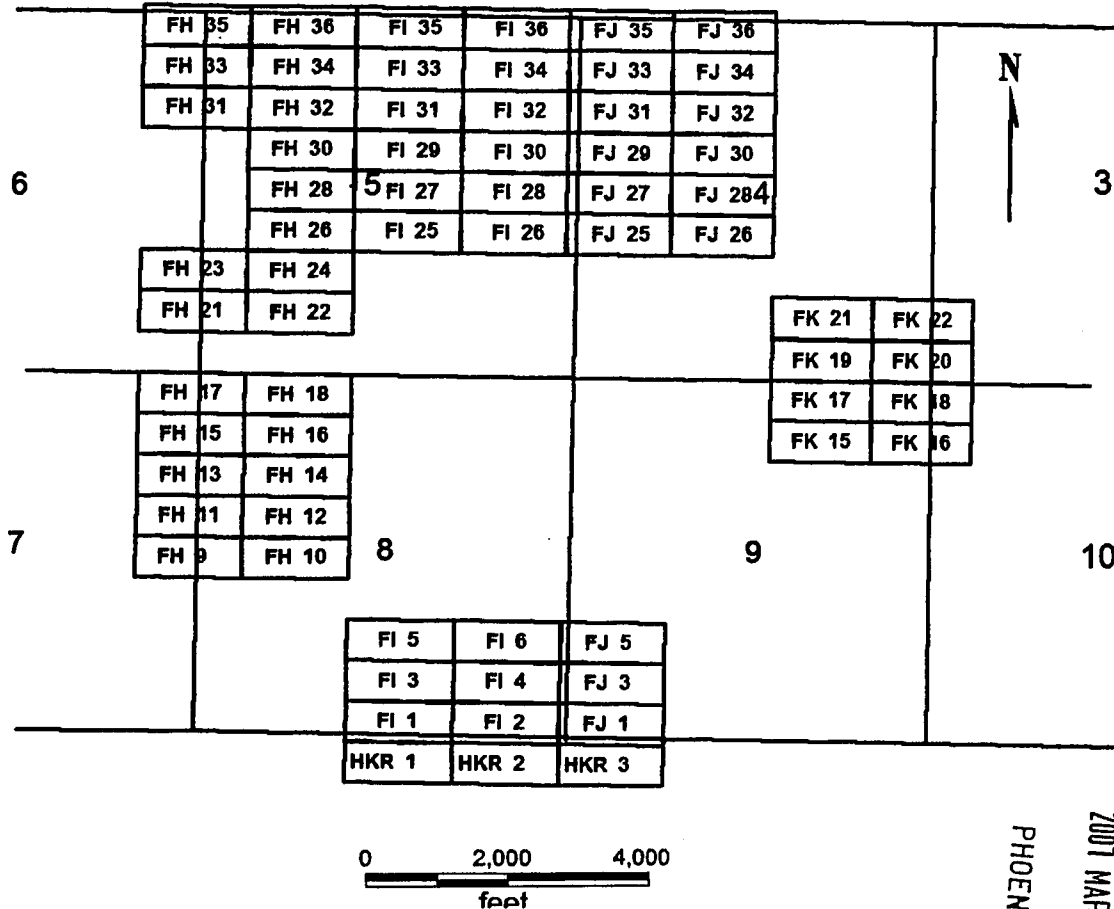 FH 35 FH 36 FI 35 FI 36 FJ 35 FJ 36
FH 33 FH 34 FI 33 FI 34 FJ 33 FJ 34
N
FH 31 FH 32 FI 31 FI 32 FJ 31 FJ 32
FH 30 FI 29 FI 30 FJ 29 FJ 30
6 FH 28 5 FI 27 FI 28 FJ 27 FJ 28 4 3
FH 26 FI 25 FI 26 FJ 25 FJ 26
FH 23 FH 24
FH 21 FH 22
FK 21 FK 22
FK 19 FK 20
FH 17 FH 18
FK 17 FK 18
FH 15 FH 16
FK 15 FK 16
FH 13 FH 14
FH 11 FH 12
7 FH 9 FH 10 8 9 10
FI 5 FI 6 FJ 5
FI 3 FI 4 FJ 3
FI 1 FI 2 FJ 1
HKR 1 HKR 2 HKR 3
0 2,000 4,000
feet
2001 MAR
PHOEN